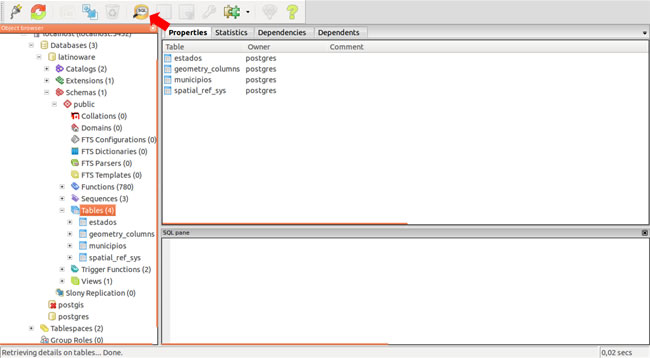 SQL
Object browser
localhost (localhost:5432)
Databases (3)
latinoware
Catalogs (2)
Extensions (1)
Schemas (1)
public
Collations (0)
Domains (0)
FTS Configurations (0)
FTS Dictionaries (0)
FTS Parsers (0)
FTS Templates (0)
Functions (780)
Sequences (3)
Tables (4)
estados
geometry_columns
municipios
spatial_ref_sys
Trigger Functions (2)
Views (1)
Slony Replication (0)
postgis
postgres
Tablespaces (2)
Group Roles (0)
Properties Statistics Dependencies Dependents
Table Owner Comment
estados postgres
geometry_columns postgres
municipios postgres
spatial_ref_sys postgres
SQL pane
Retrieving details on tables... Done. 0,02 secs